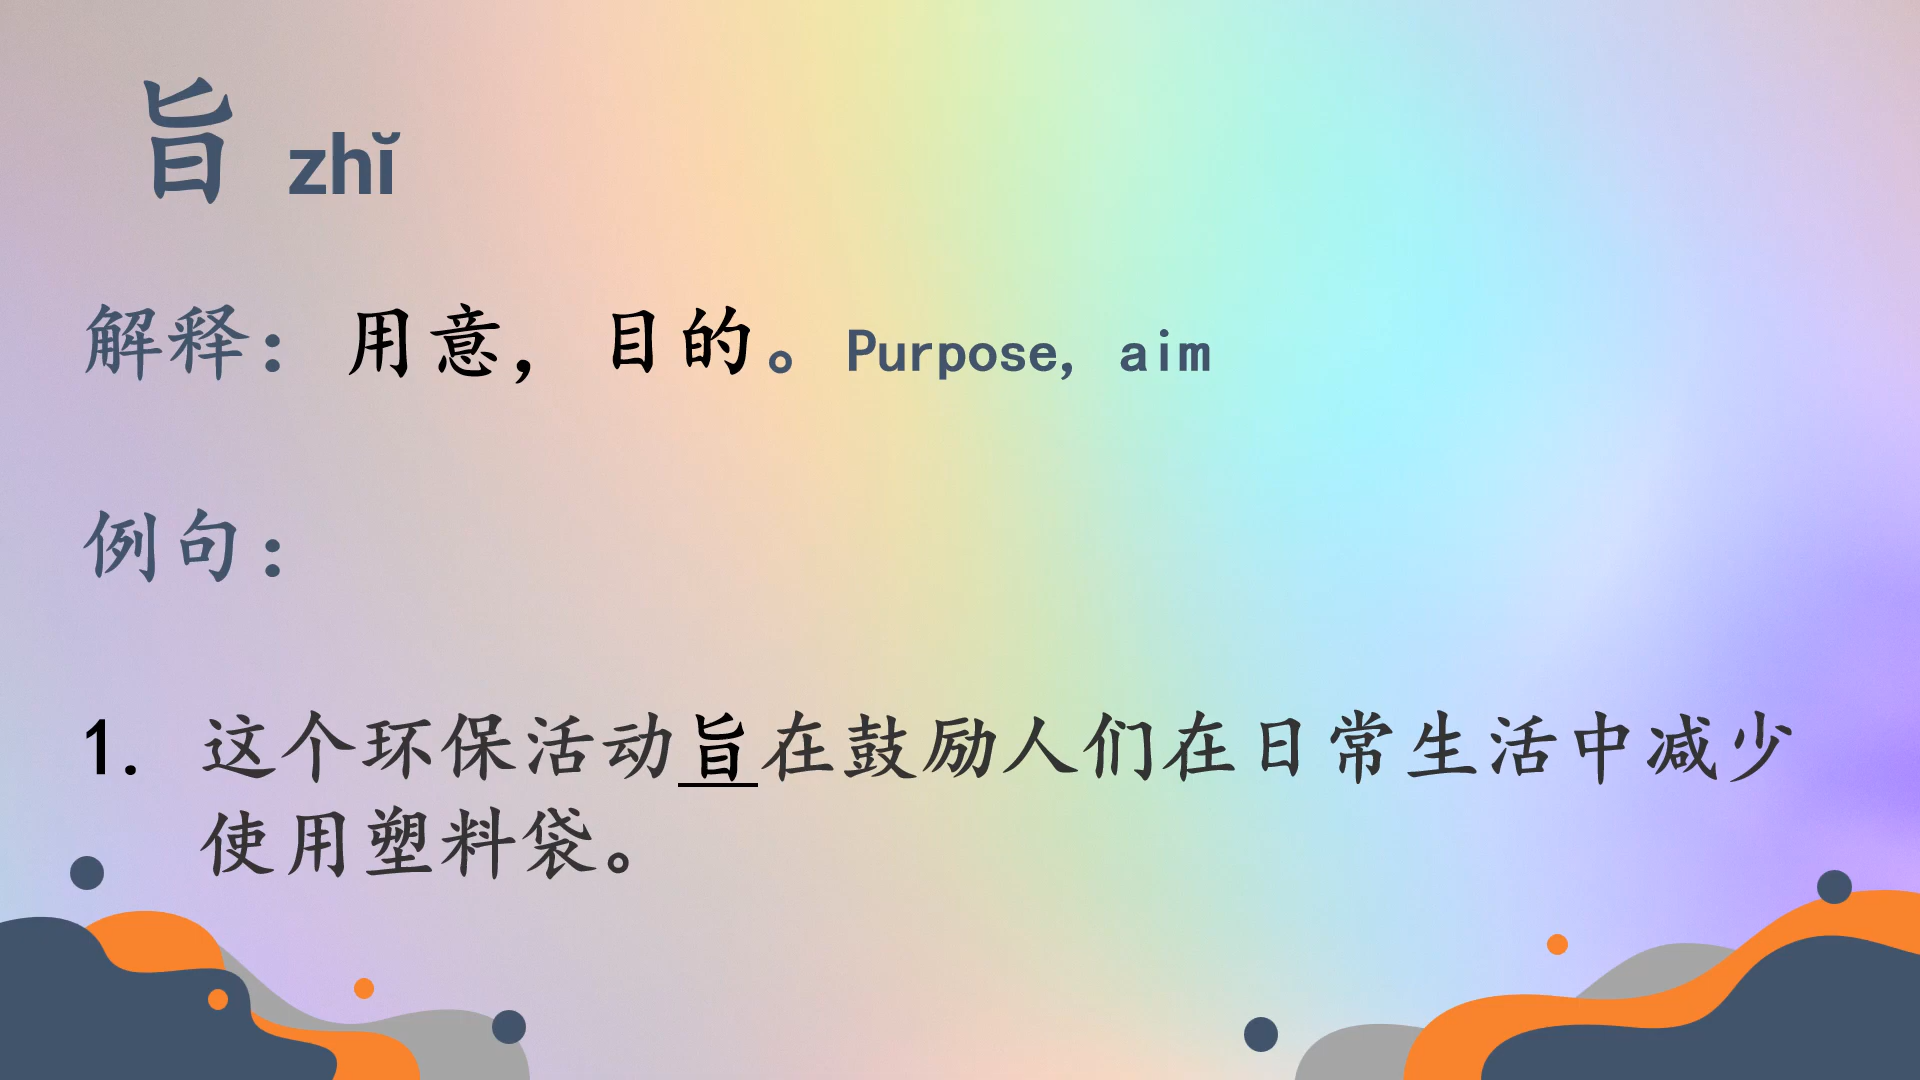 旨 zhĭ
解释：用意，目的。Purpose, aim
例句：
1. 这个环保活动旨在鼓励人们在日常生活中减少
使用塑料袋。